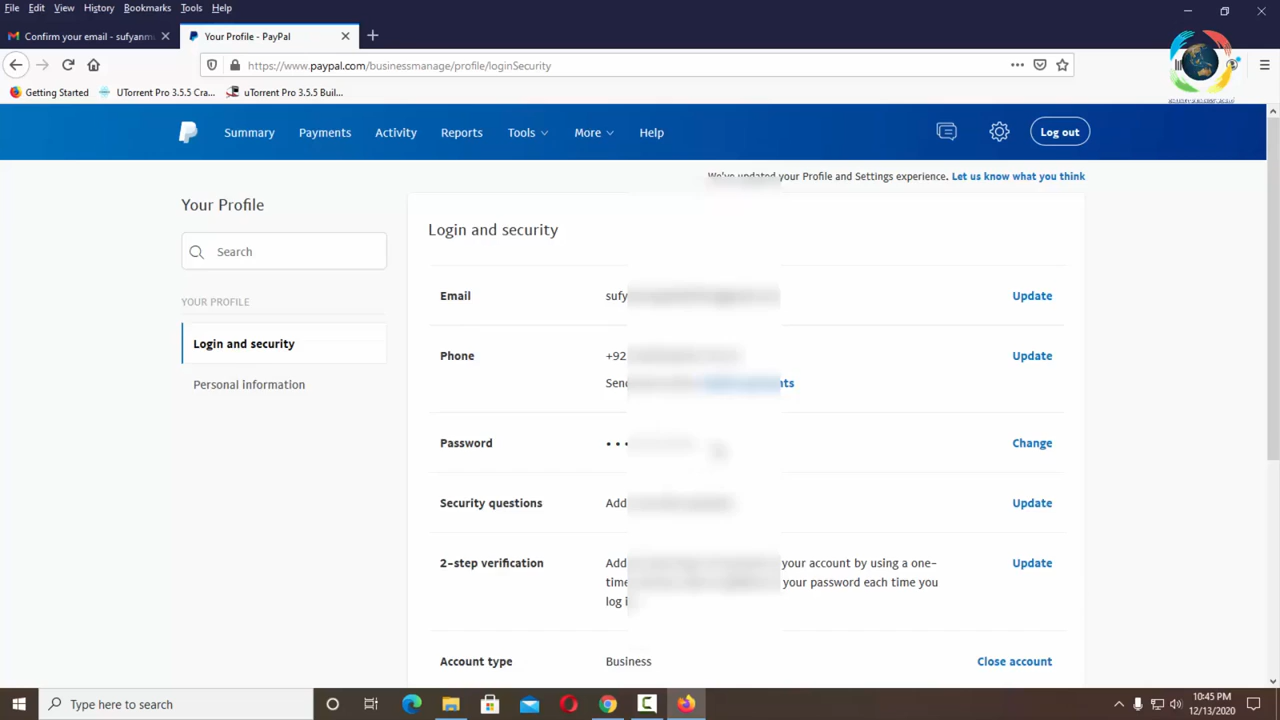 File Edit View History Bookmarks Tools Help
Confirm your email - sufyanm
Your Profile - PayPal
https://www.paypal.com/businessmanage/profile/loginSecurity
Getting Started uTorrent Pro 3.5.5 Cra... uTorrent Pro 3.5.5 Buil...
Summary Payments Activity Reports Tools More Help Log out
We've updated your Profile and Settings experience. Let us know what you think
Your Profile
Search
YOUR PROFILE
Login and security
Personal information
Login and security
Email sufy Update
Phone +92 Update
Password Change
Security questions Add Update
2-step verification Add your account by using a one- Update
time your password each time you
log
Account type Business Close account
Type here to search
10:45 PM
12/13/2020